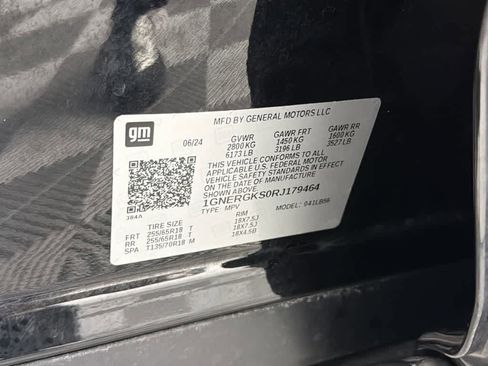 gm
MFD BY GENERAL MOTORS LLC
06/24 GVWR GAWR FRT GAWR RR
2800 KG 1450 KG 1600 KG
6173 LB 3196 LB 3527 LB
THIS VEHICLE CONFORMS TO ALL
APPLICABLE U.S. FEDERAL MOTOR
VEHICLE SAFETY STANDARDS IN EFFECT
ON THE DATE OF MANUFACTURE
SHOWN ABOVE.
1GNERGKS0RJ179464
384A TYPE: MPV MODEL: 041LB56
TIRE SIZE RIM
FRT 255/65R18 T 18X7.5J
RR 255/65R18 T 18X7.5J
SPA T135/70R18 M 18X4.5B